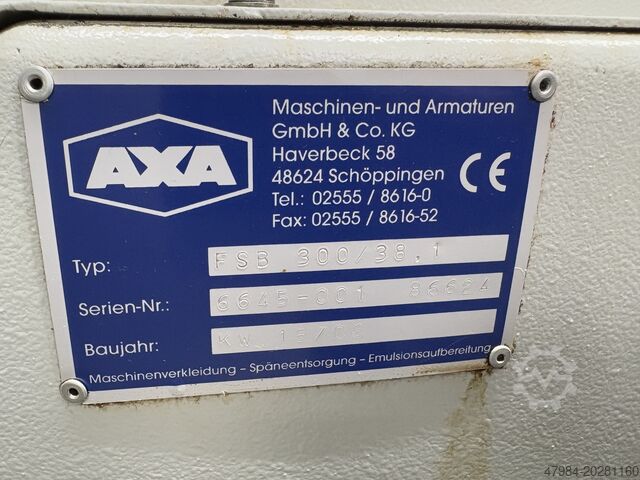 AXA
Maschinen- und Armaturen
GmbH & Co. KG
Haverbeck 58
48624 Schöppingen
Tel.: 02555 / 8616-0
Fax: 02555 / 8616-52
CE
Typ: FSB 300/38,1
Serien-Nr.: 6645-001 86624
Baujahr: KW
Maschinenverkleidung – Späneentsorgung – Emulsionsaufbereitung
47984-20281160